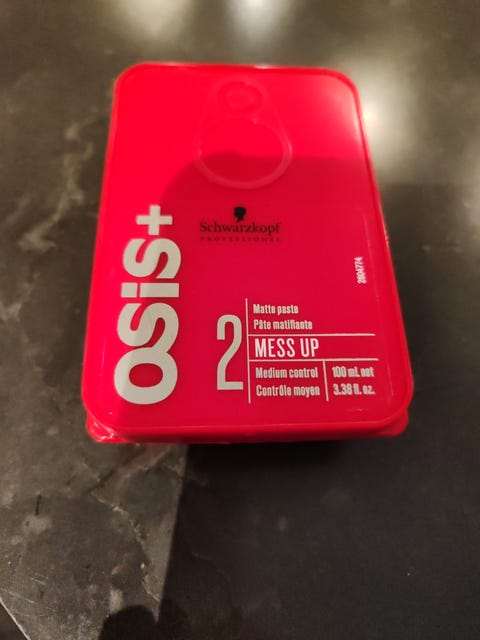 Schwarzkopf
PROFESSIONAL
OSiS+
2804774
2
Matte paste
Pâte matifiante
MESS UP
Medium control
Contrôle moyen
100 mL net
3.38 fl. oz.